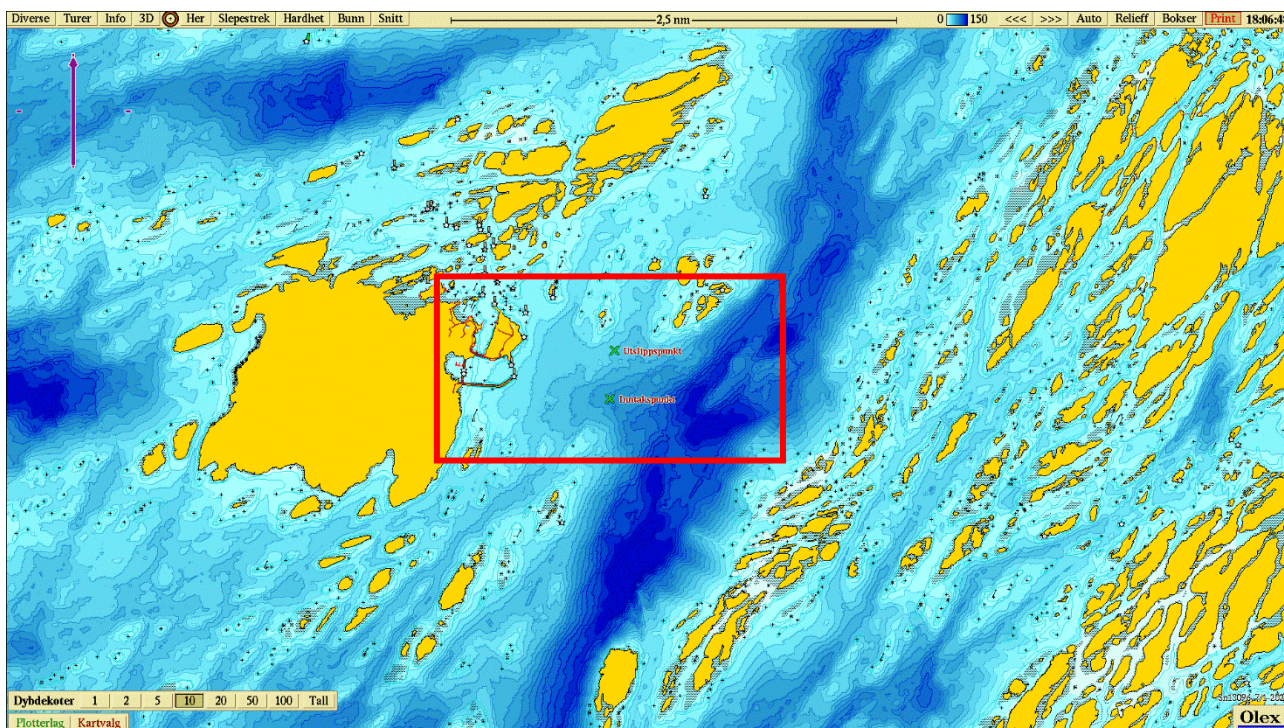 Diverse Turer Info 3D Her Slepestrek Hardhet Bunn Snitt 2,5 nm 0 150 <<< >>> Auto Relieff Bokser Print 18:06:48
Utslippspunkt
Inntakspunkt
Dybdekoter 1 2 5 10 20 50 100 Tall
Plotterlag Kartvalg
Olex